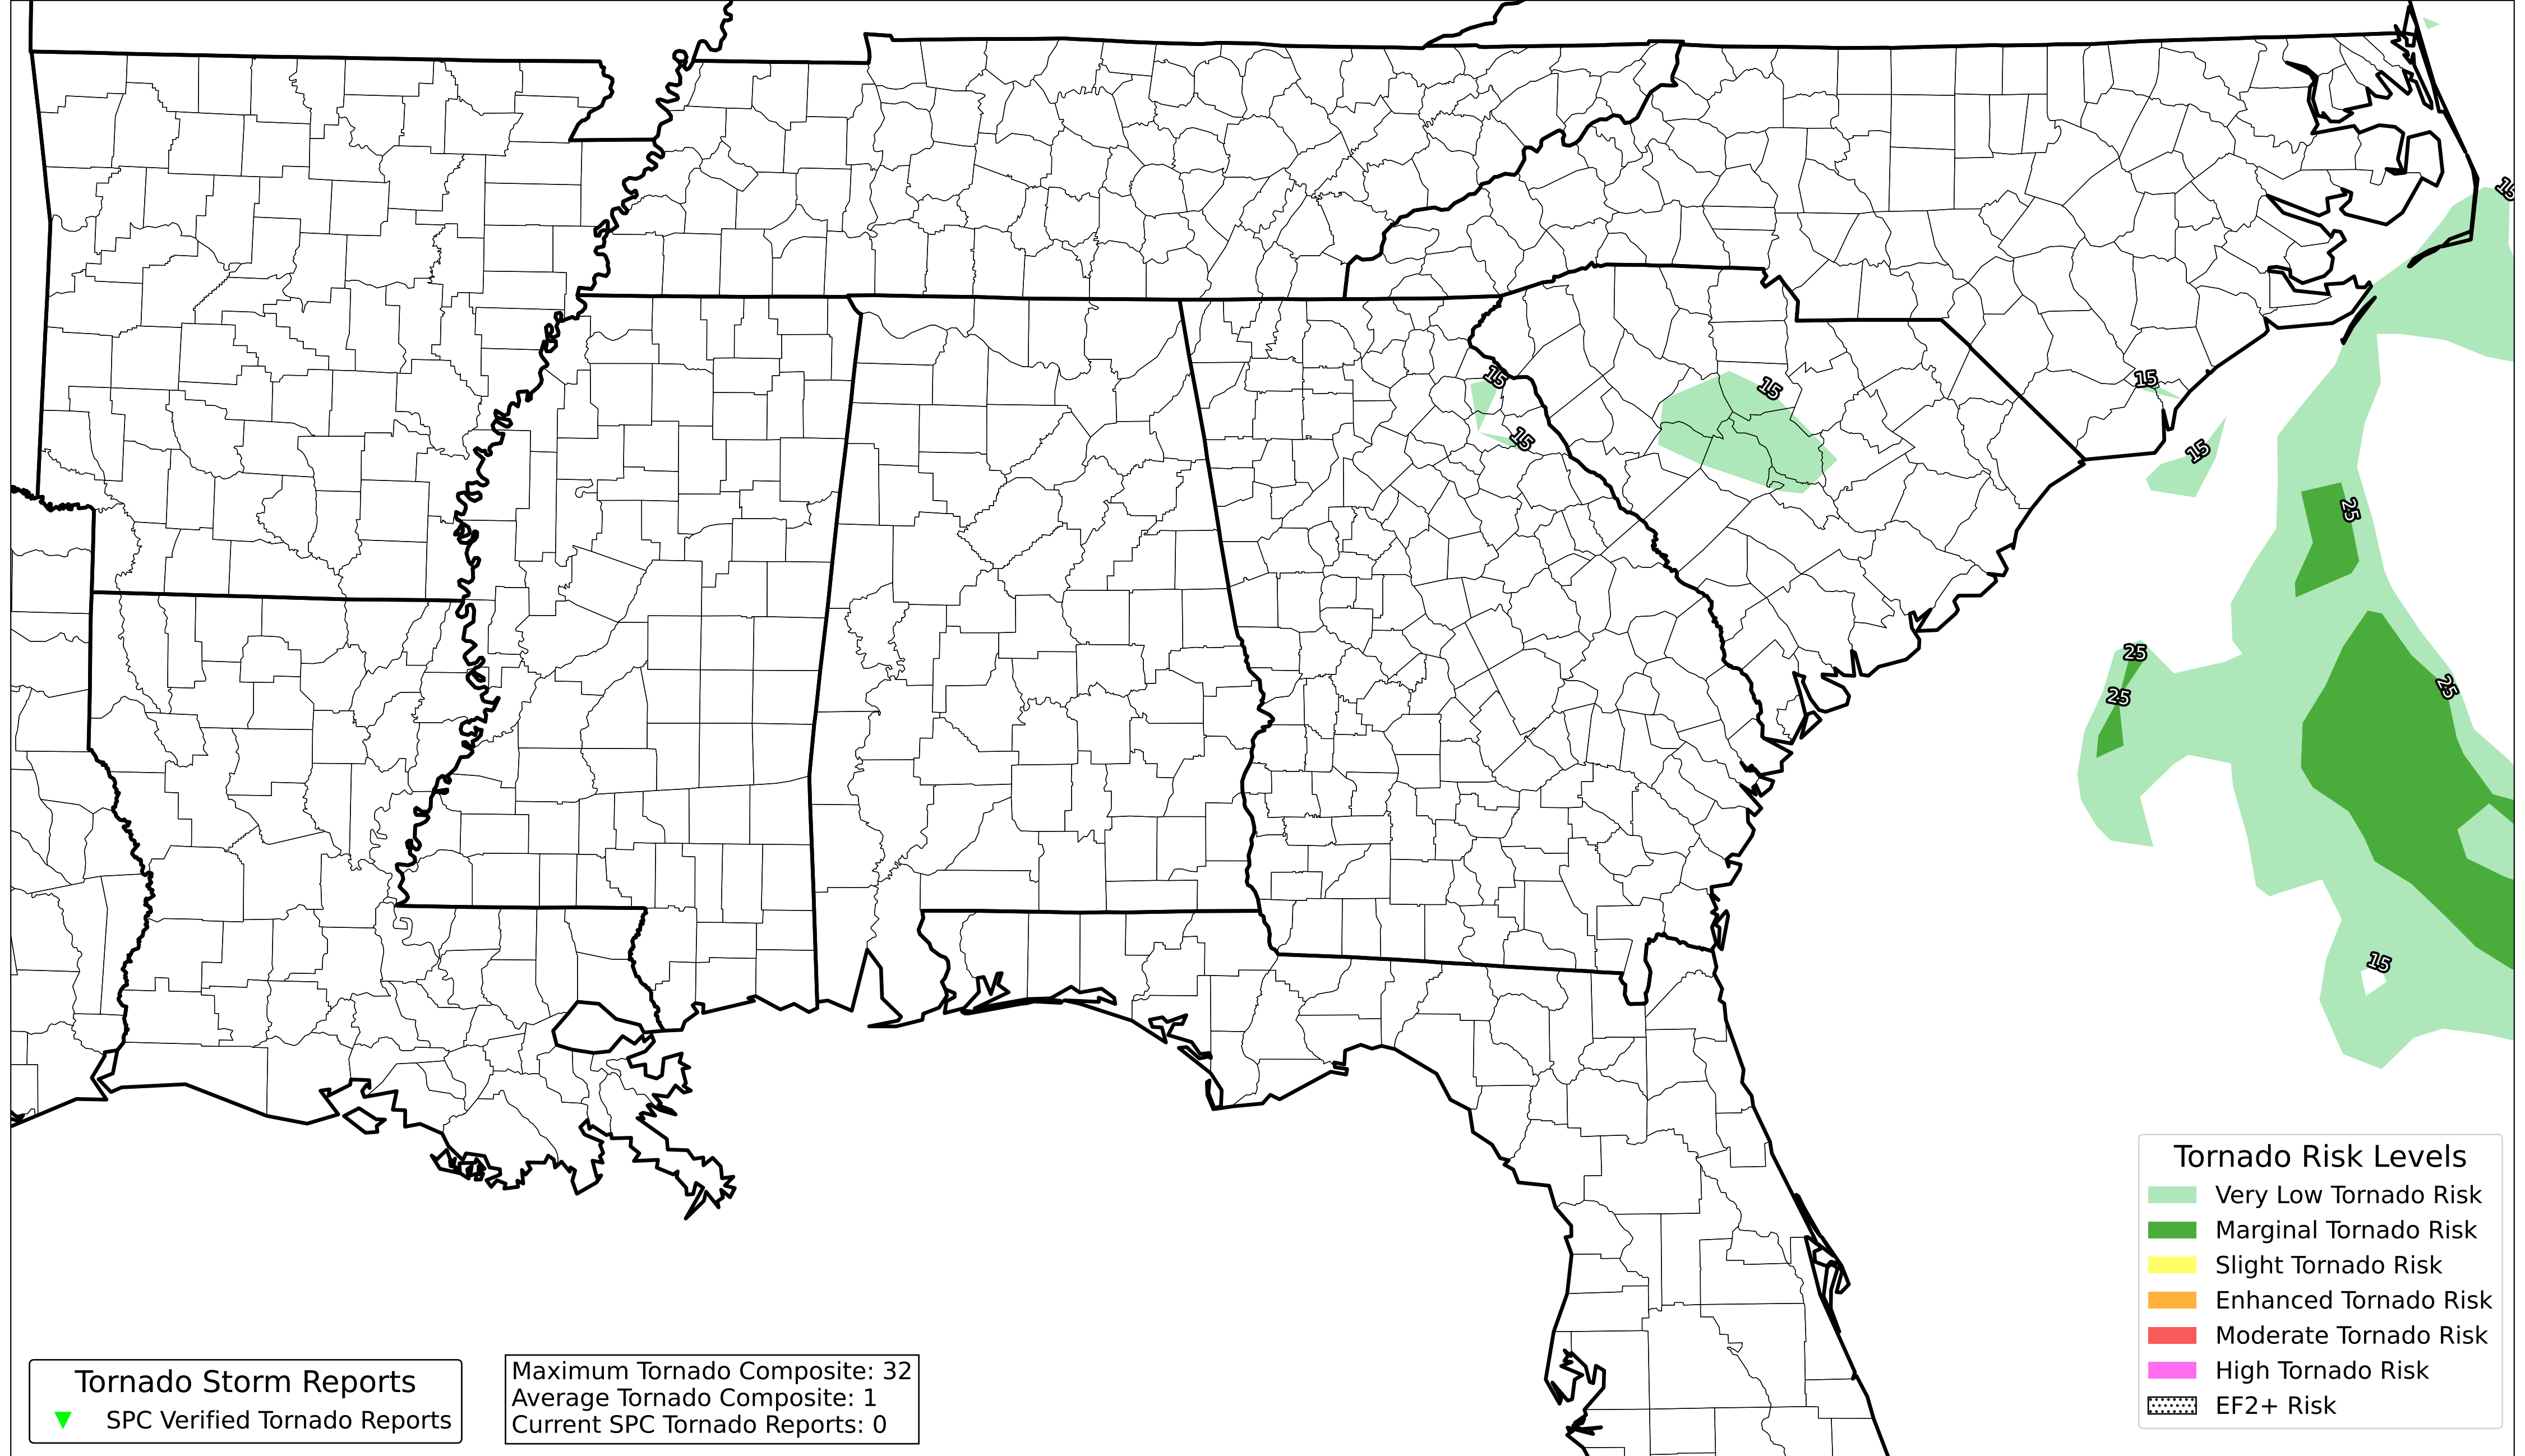 15
15
15
15
15
15
25
25
25
25
15
Tornado Risk Levels
Very Low Tornado Risk
Marginal Tornado Risk
Slight Tornado Risk
Enhanced Tornado Risk
Moderate Tornado Risk
High Tornado Risk
EF2+ Risk
Tornado Storm Reports
SPC Verified Tornado Reports
Maximum Tornado Composite: 32
Average Tornado Composite: 1
Current SPC Tornado Reports: 0